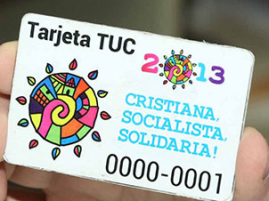 Tarjeta TUC
2013
CRISTIANA,
SOCIALISTA,
SOLIDARIA!
0000-0001